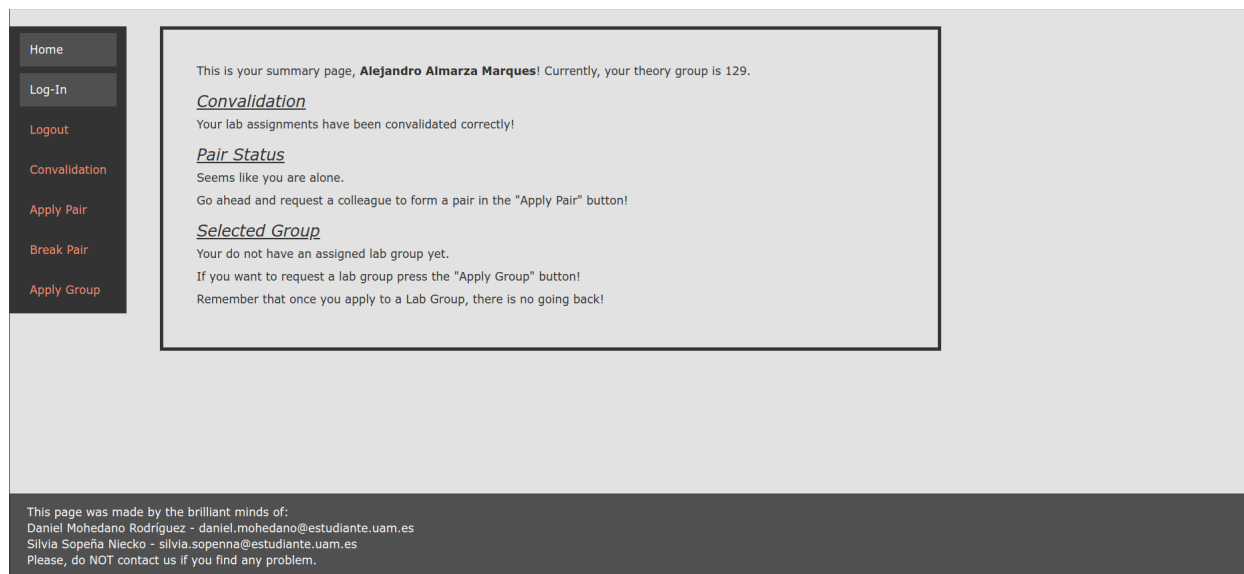 Home
Log-In
Logout
Convalidation
Apply Pair
Break Pair
Apply Group
This is your summary page, Alejandro Almarza Marques! Currently, your theory group is 129.
Convalidation
Your lab assignments have been convalidated correctly!
Pair Status
Seems like you are alone.
Go ahead and request a colleague to form a pair in the "Apply Pair" button!
Selected Group
Your do not have an assigned lab group yet.
If you want to request a lab group press the "Apply Group" button!
Remember that once you apply to a Lab Group, there is no going back!
This page was made by the brilliant minds of:
Daniel Mohedano Rodríguez - daniel.mohedano@estudiante.uam.es
Silvia Sopeña Niecko - silvia.sopenna@estudiante.uam.es
Please, do NOT contact us if you find any problem.